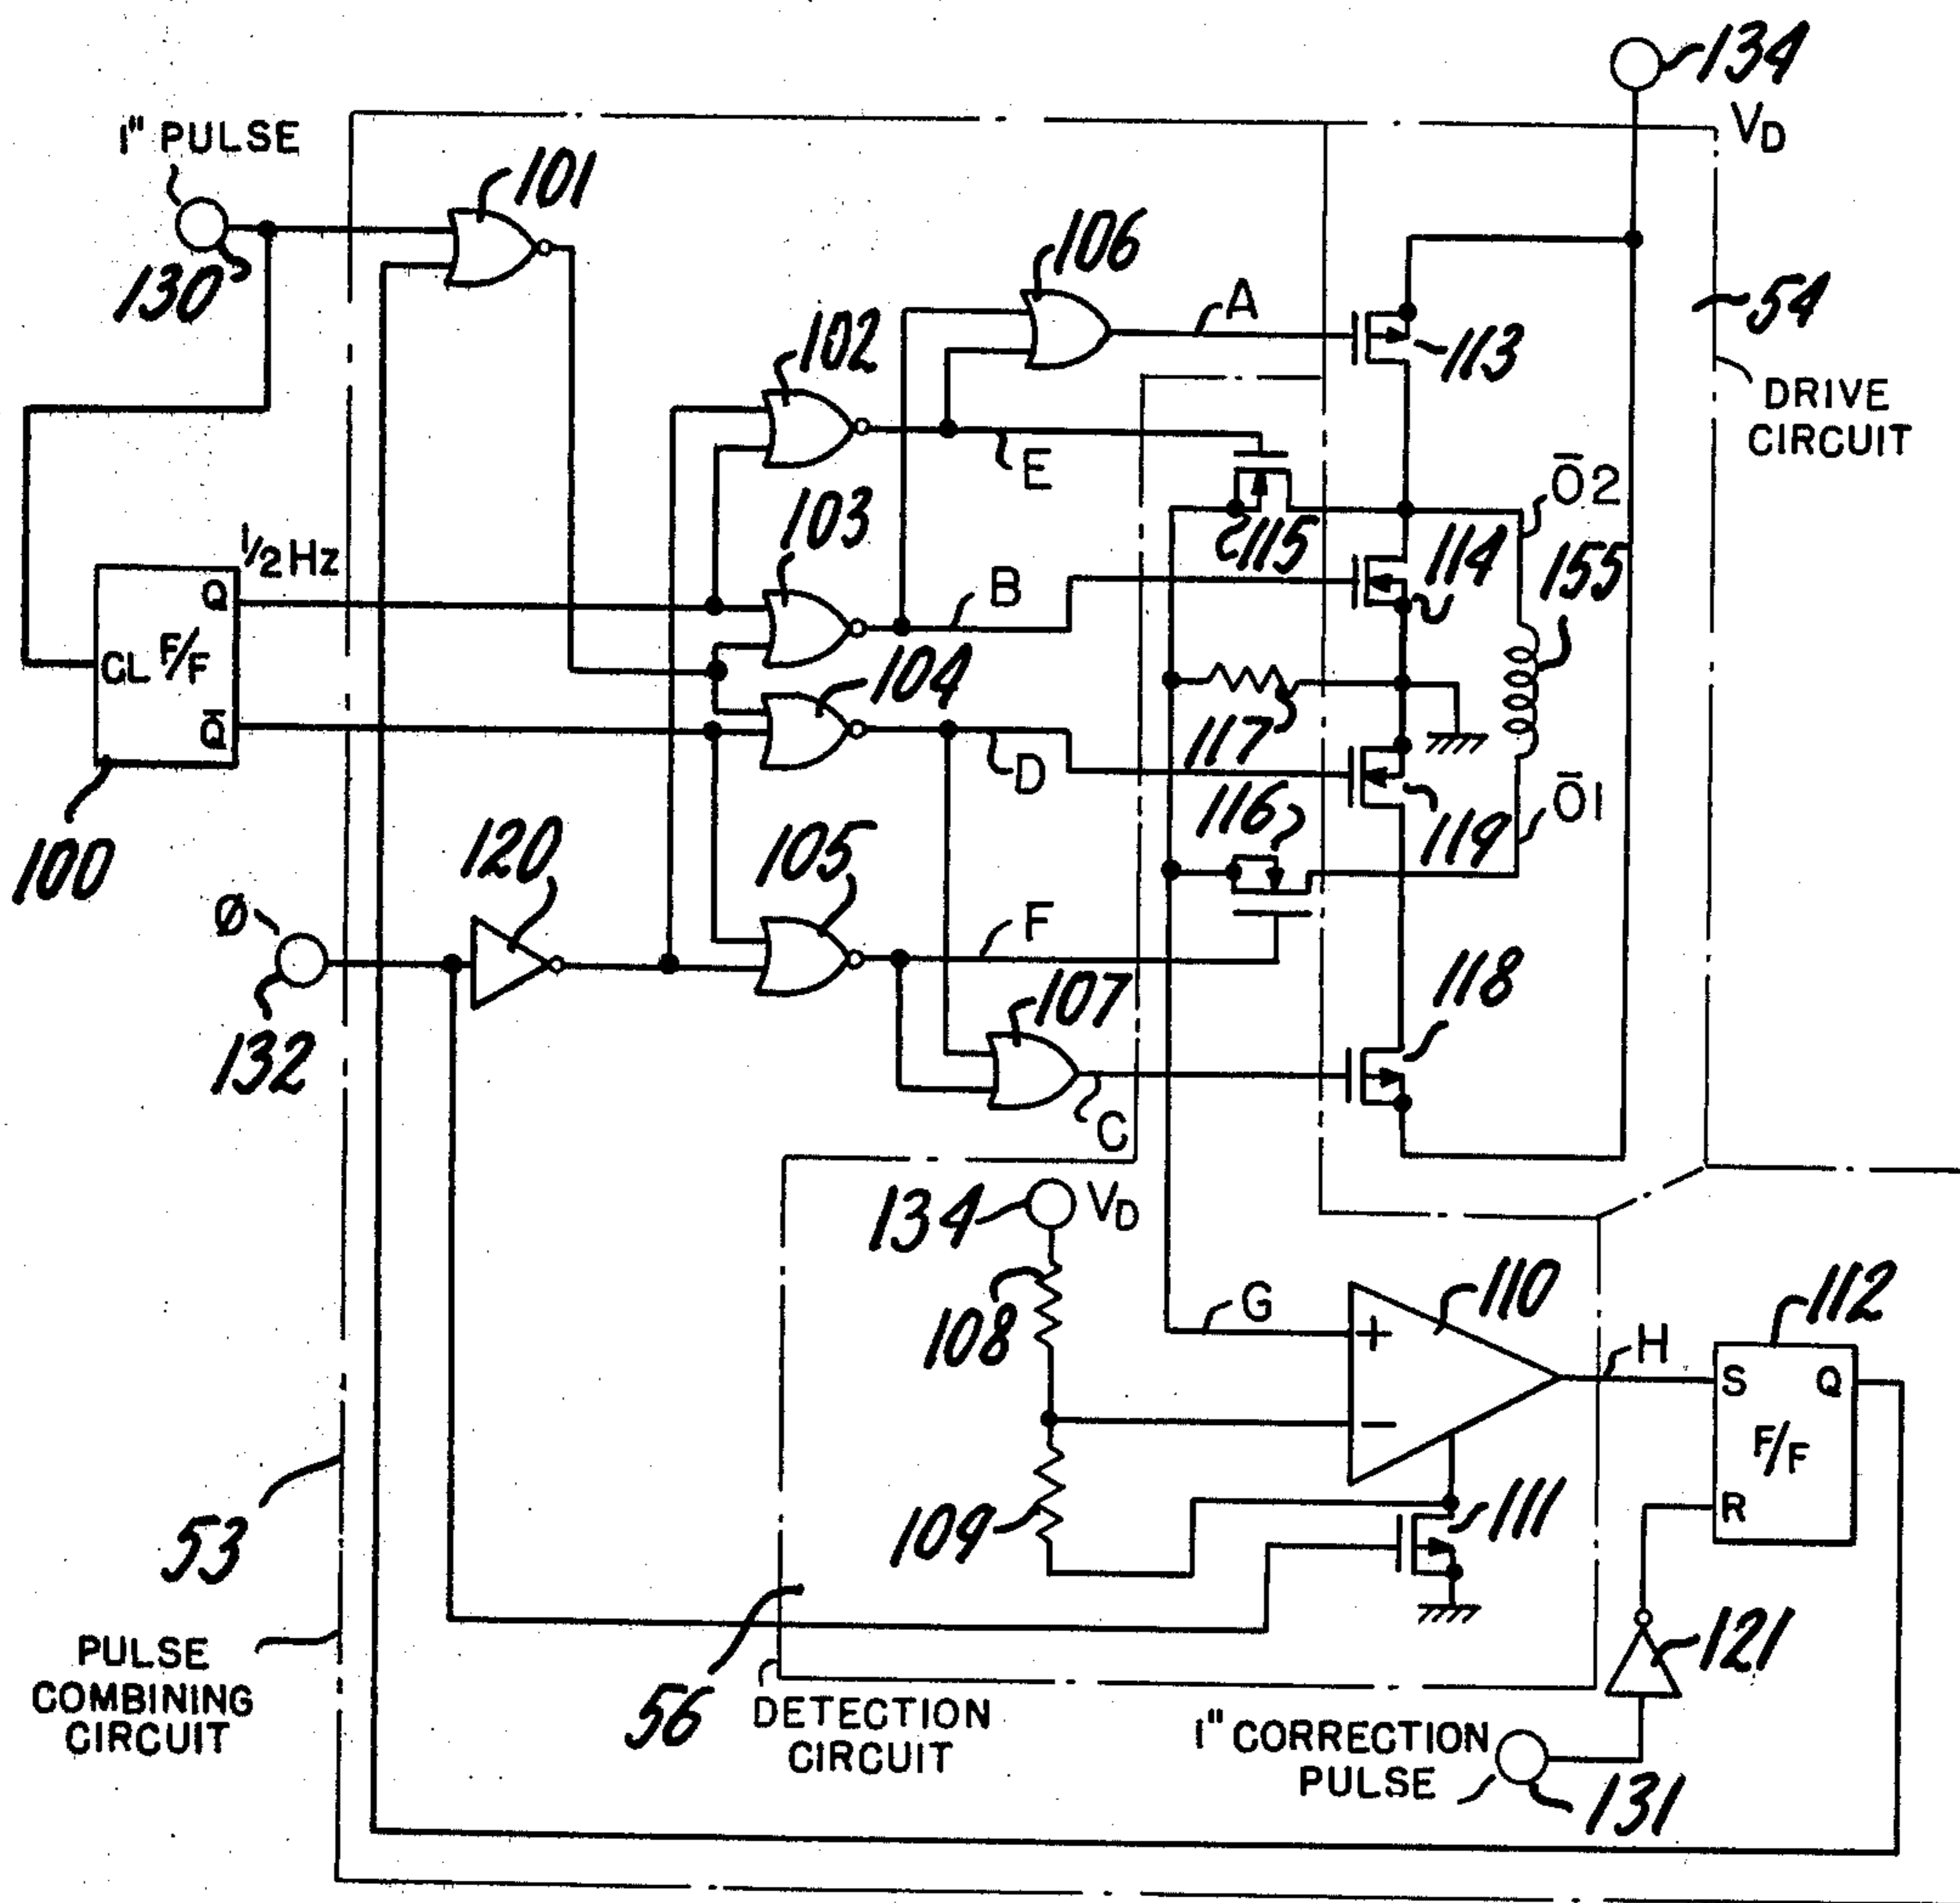 134
VD
1" PULSE
130
101
106
A
113
54
DRIVE
CIRCUIT
102
E
115
Ō2
103
114
155
1/2 Hz
Q
CL F/F
Q̄
100
B
104
117
D
116
119
Ō1
Ø
132
120
105
F
107
118
C
134
VD
108
G
110
+
−
H
112
S
Q
F/F
R
109
111
53
PULSE
COMBINING
CIRCUIT
56
DETECTION
CIRCUIT
121
1" CORRECTION
PULSE
131